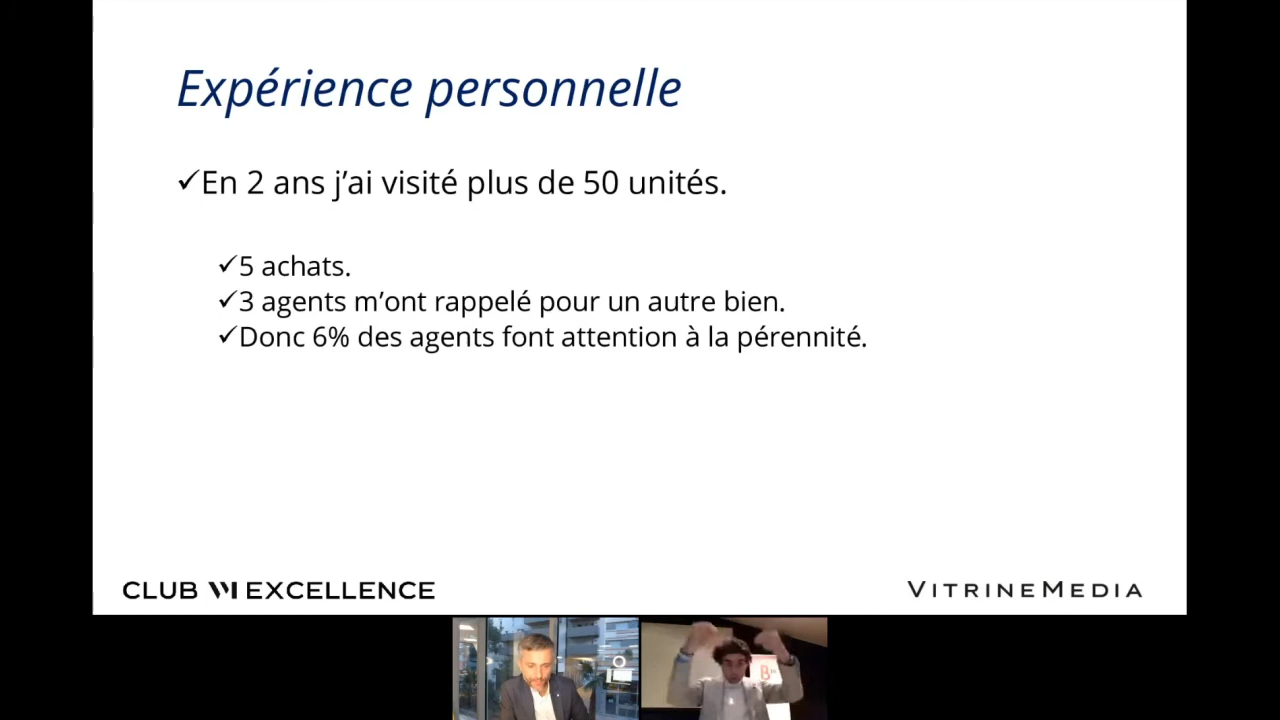 Expérience personnelle
✓En 2 ans j’ai visité plus de 50 unités.
✓5 achats.
✓3 agents m’ont rappelé pour un autre bien.
✓Donc 6% des agents font attention à la pérennité.
CLUB VM EXCELLENCE
VITRINEMEDIA